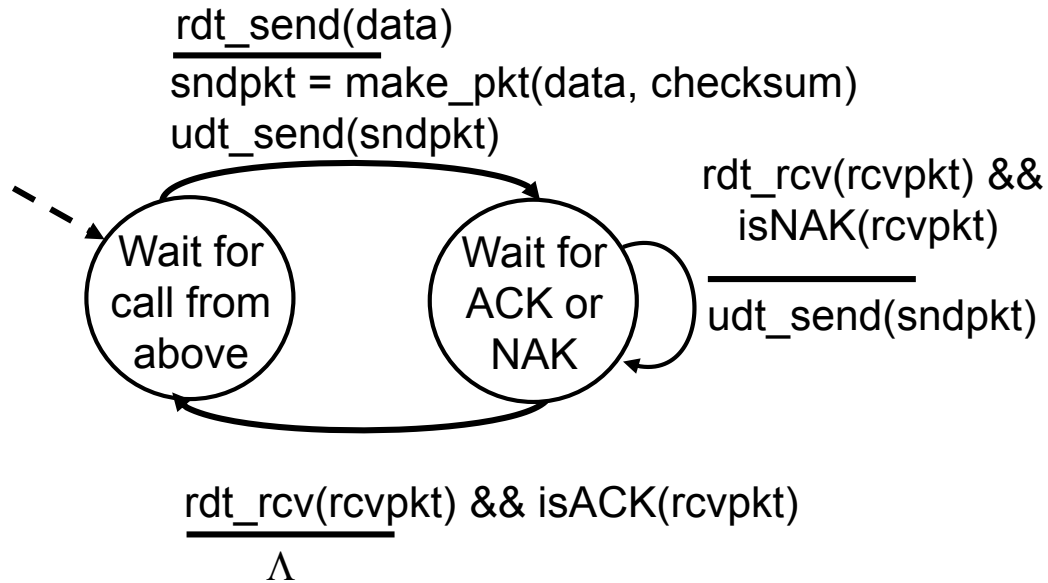 rdt_send(data)
sndpkt = make_pkt(data, checksum)
udt_send(sndpkt)
Wait for
call from
above
Wait for
ACK or
NAK
rdt_rcv(rcvpkt) &&
isNAK(rcvpkt)
udt_send(sndpkt)
rdt_rcv(rcvpkt) && isACK(rcvpkt)
Λ